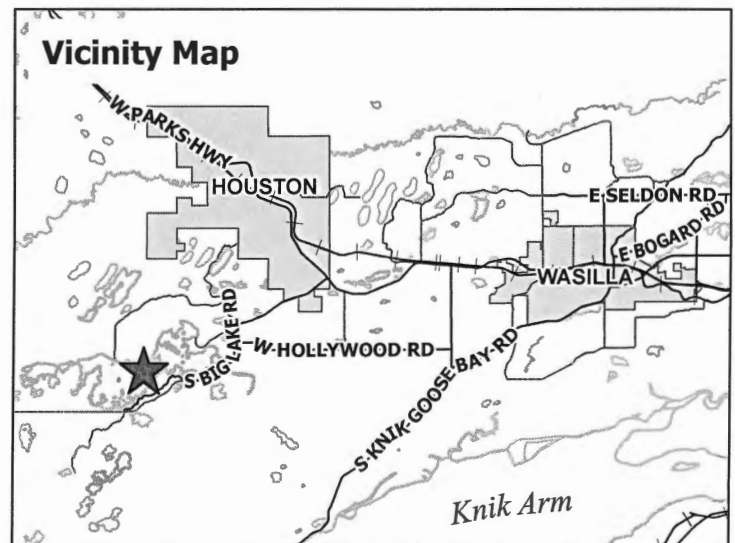 Vicinity Map
W PARKS HWY
HOUSTON
E SELDON RD
E BOGARD RD
WASILLA
S BIG LAKE RD
W HOLLYWOOD RD
S KNIK GOOSE BAY RD
Knik Arm